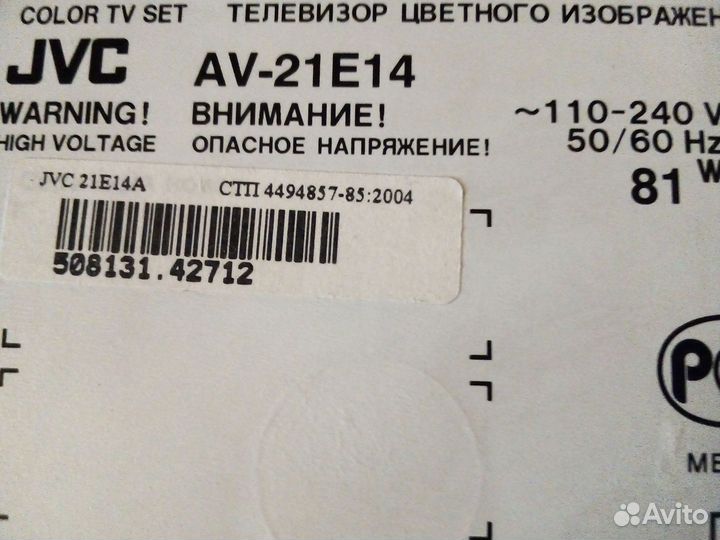 COLOR TV SET ТЕЛЕВИЗОР ЦВЕТНОГО ИЗОБРАЖЕН
JVC AV-21E14
WARNING! ВНИМАНИЕ! ~110-240 V
HIGH VOLTAGE ОПАСНОЕ НАПРЯЖЕНИЕ! 50/60 Hz
81 W
JVC 21E14A СТП 4494857-85:2004
508131.42712
МЕ
Avito